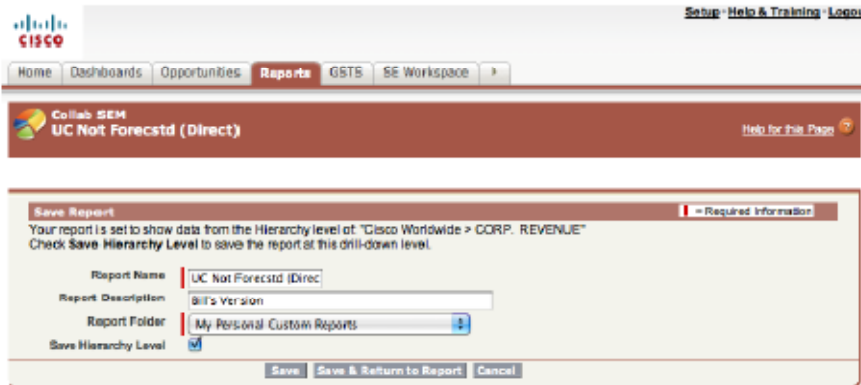 Setup · Help & Training · Logou
CISCO
Home Dashboards Opportunities Reports GSTS SE Workspace
Collab SEM
UC Not Forecstd (Direct)
Help for this Page ?
Save Report
= Required Information
Your report is set to show data from the Hierarchy level of: "Cisco Worldwide > CORP. REVENUE"
Check Save Hierarchy Level to save the report at this drill-down level.
Report Name UC Not Forecstd (Direc
Report Description Bill's Version
Report Folder My Personal Custom Reports
Save Hierarchy Level
Save Save & Return to Report Cancel